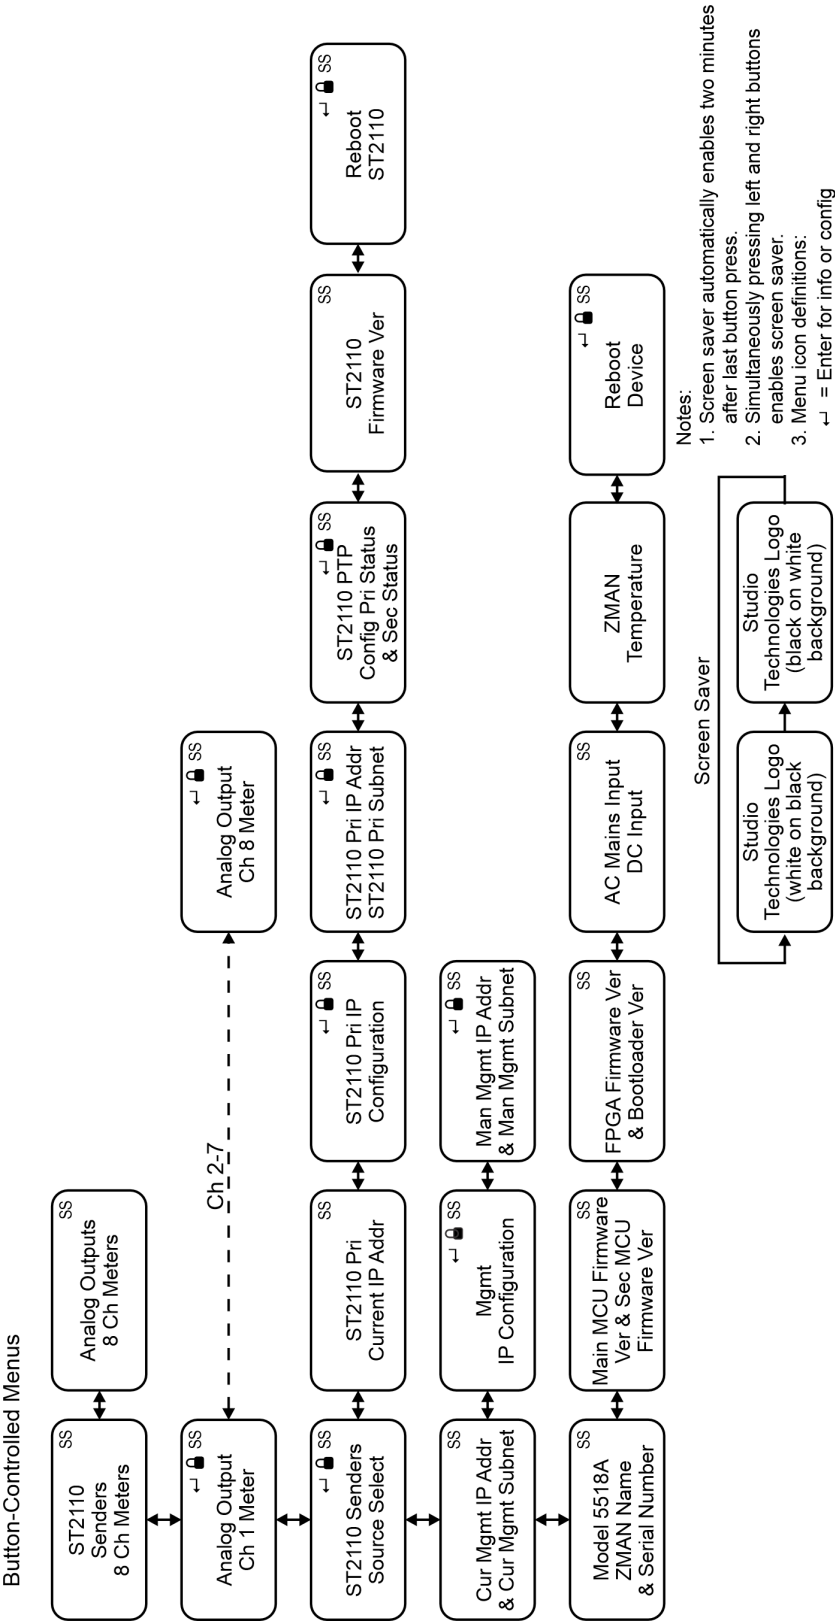 Button-Controlled Menus
SS
ST2110
Senders
8 Ch Meters
SS
Analog Outputs
8 Ch Meters
↵ SS
Analog Output
Ch 1 Meter
Ch 2-7
↵ SS
Analog Output
Ch 8 Meter
↵ SS
ST2110 Senders
Source Select
SS
ST2110 Pri
Current IP Addr
↵ SS
ST2110 Pri IP
Configuration
↵ SS
ST2110 Pri IP Addr
ST2110 Pri Subnet
↵ SS
ST2110 PTP
Config Pri Status
& Sec Status
SS
ST2110
Firmware Ver
↵ SS
Reboot
ST2110
SS
Cur Mgmt IP Addr
& Cur Mgmt Subnet
↵ SS
Mgmt
IP Configuration
↵ SS
Man Mgmt IP Addr
& Man Mgmt Subnet
SS
Model 5518A
ZMAN Name
& Serial Number
SS
Main MCU Firmware
Ver & Sec MCU
Firmware Ver
SS
FPGA Firmware Ver
& Bootloader Ver
SS
AC Mains Input
DC Input
ZMAN
Temperature
↵ SS
Reboot
Device
Screen Saver
Studio
Technologies Logo
(white on black
background)
Studio
Technologies Logo
(black on white
background)
Notes:
1. Screen saver automatically enables two minutes
after last button press.
2. Simultaneously pressing left and right buttons
enables screen saver.
3. Menu icon definitions:
↵ = Enter for info or config